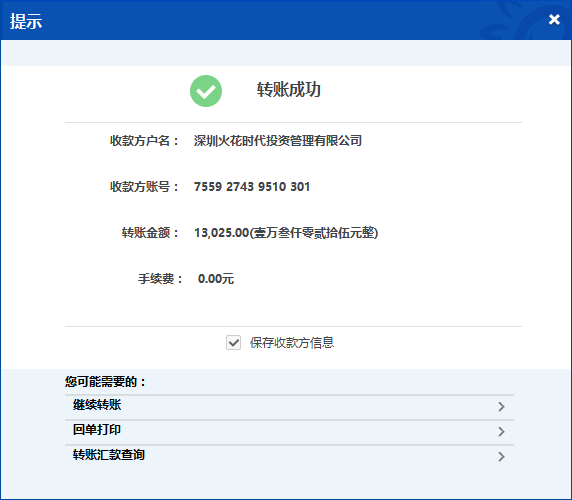 提示
转账成功
收款方户名： 深圳火花时代投资管理有限公司
收款方账号： 7559 2743 9510 301
转账金额： 13,025.00(壹万叁仟零贰拾伍元整)
手续费： 0.00元
保存收款方信息
您可能需要的：
继续转账
回单打印
转账汇款查询